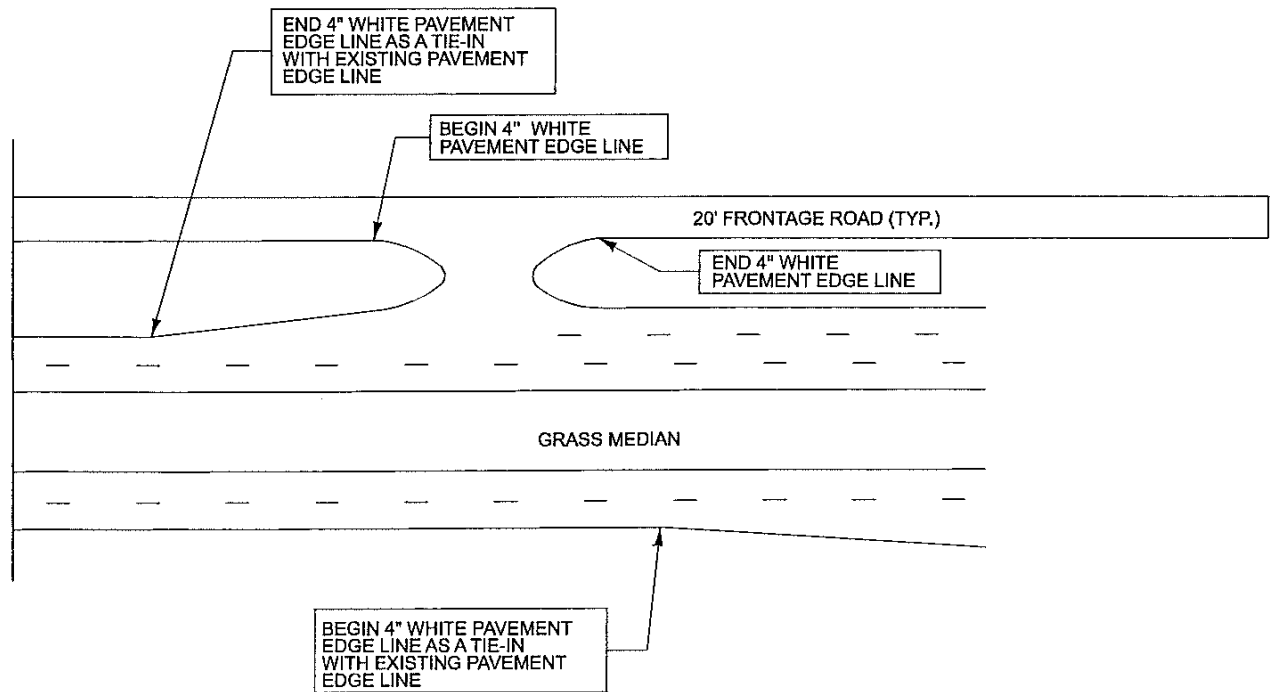 END 4" WHITE PAVEMENT
EDGE LINE AS A TIE-IN
WITH EXISTING PAVEMENT
EDGE LINE
BEGIN 4" WHITE
PAVEMENT EDGE LINE
20' FRONTAGE ROAD (TYP.)
END 4" WHITE
PAVEMENT EDGE LINE
GRASS MEDIAN
BEGIN 4" WHITE PAVEMENT
EDGE LINE AS A TIE-IN
WITH EXISTING PAVEMENT
EDGE LINE